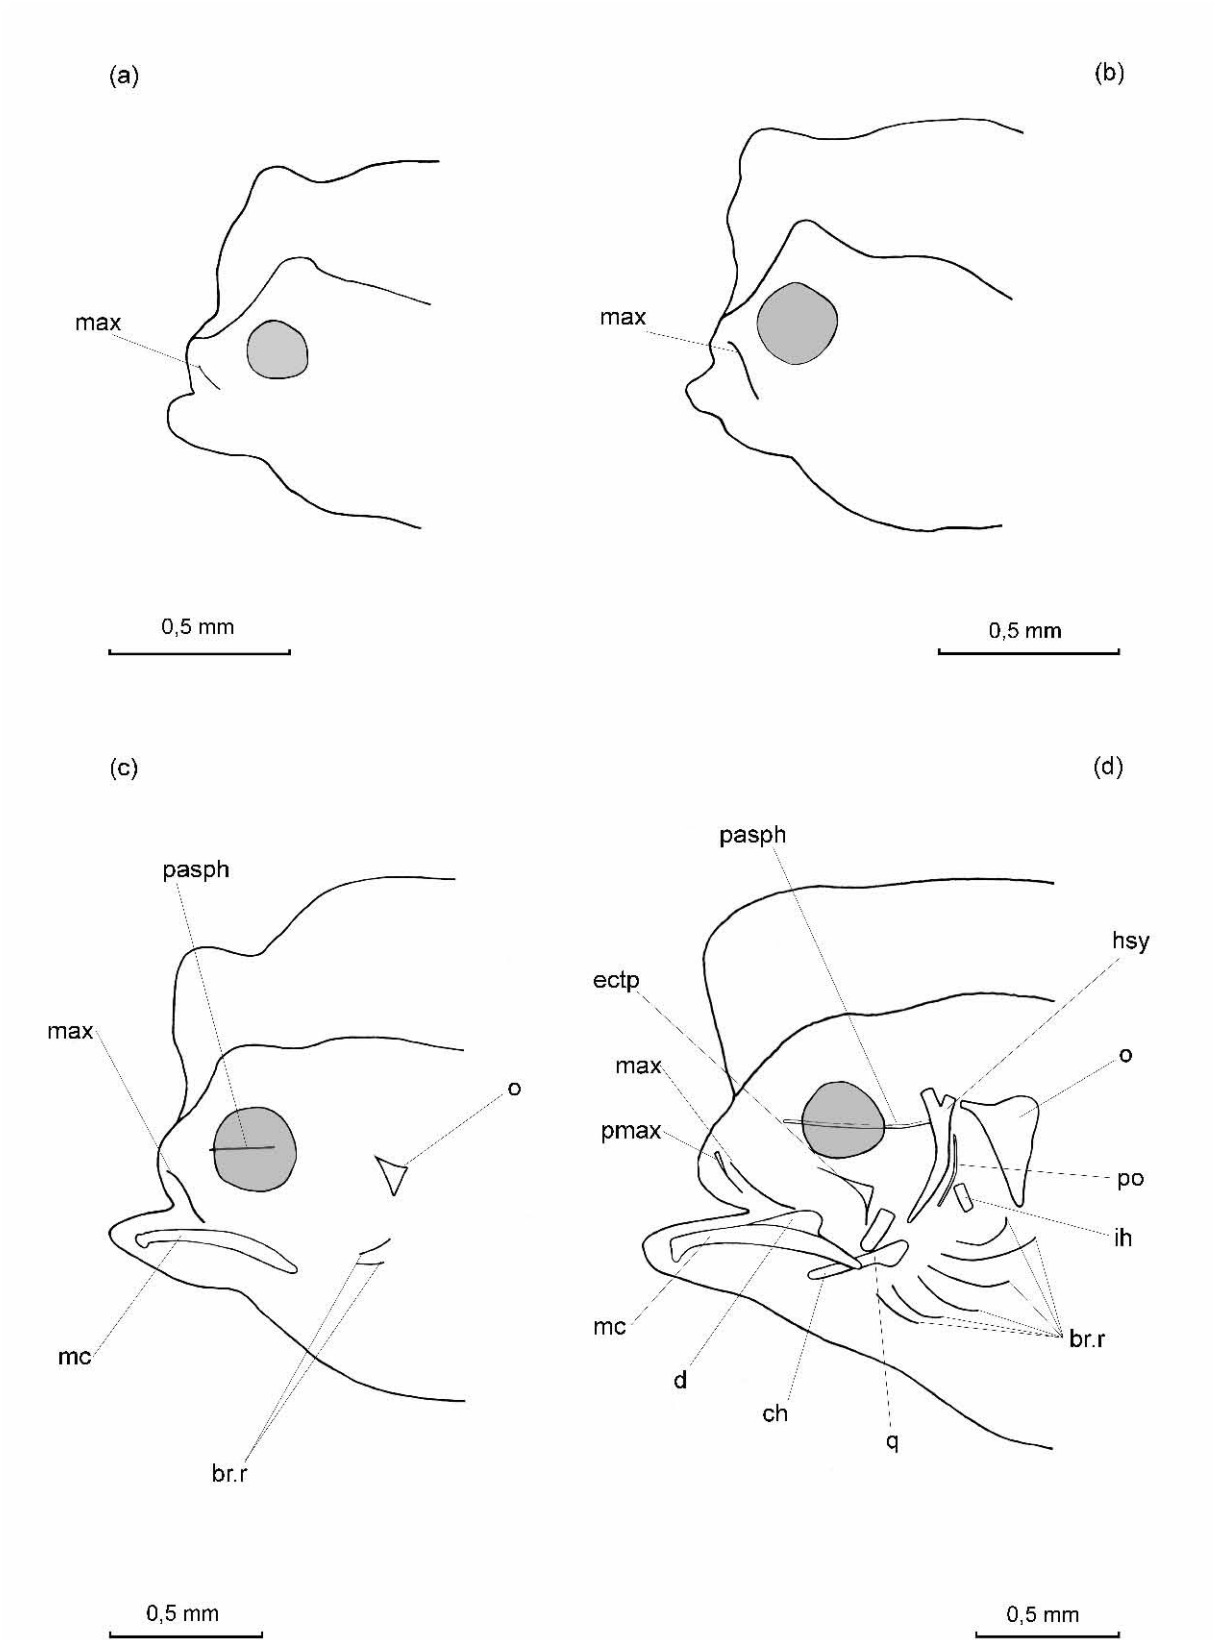 (a)
(b)
max
max
0,5 mm
0,5 mm
(c)
(d)
pasph
max
o
mc
br.r
pasph
hsy
ectp
max
o
pmax
po
ih
mc
br.r
d
ch
q
0,5 mm
0,5 mm